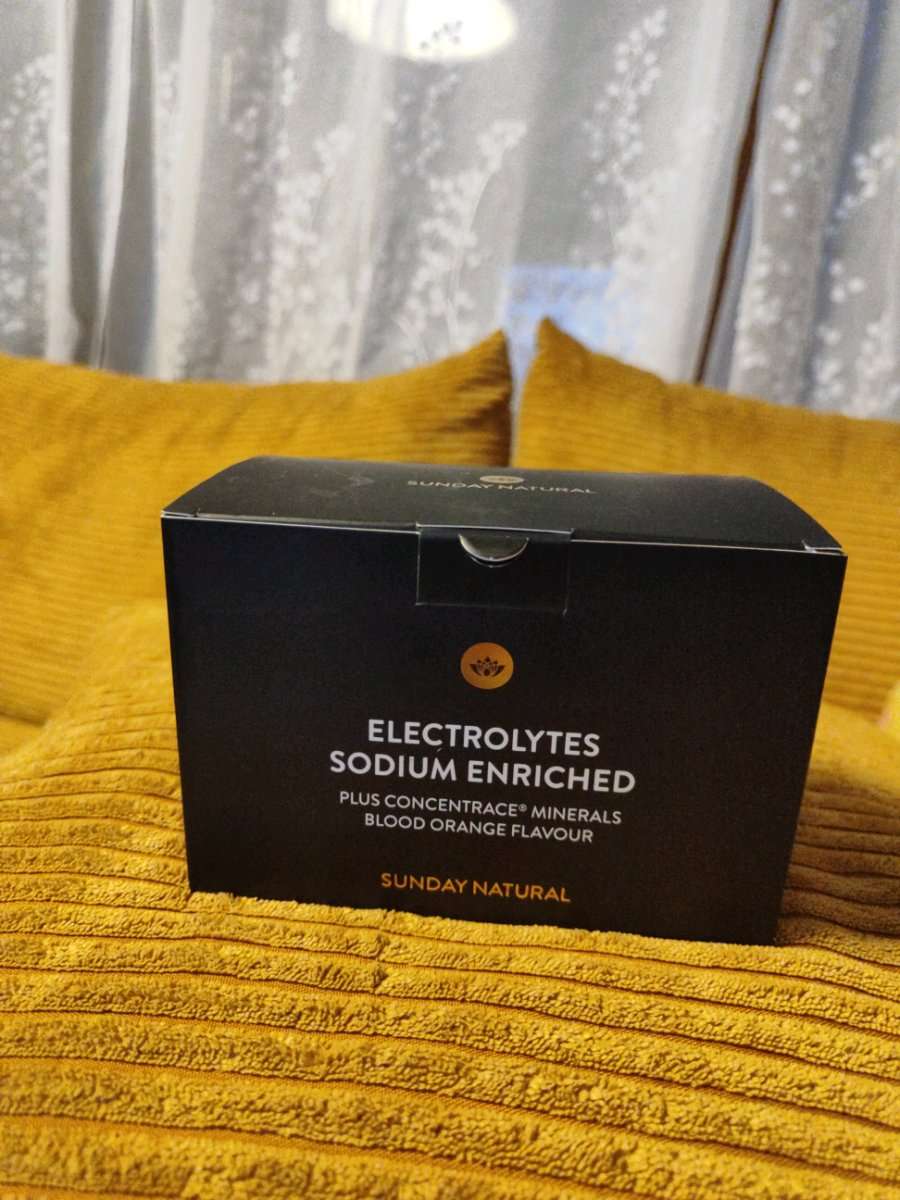 SUNDAY NATURAL
ELECTROLYTES
SODIUM ENRICHED
PLUS CONCENTRACE® MINERALS
BLOOD ORANGE FLAVOUR
SUNDAY NATURAL